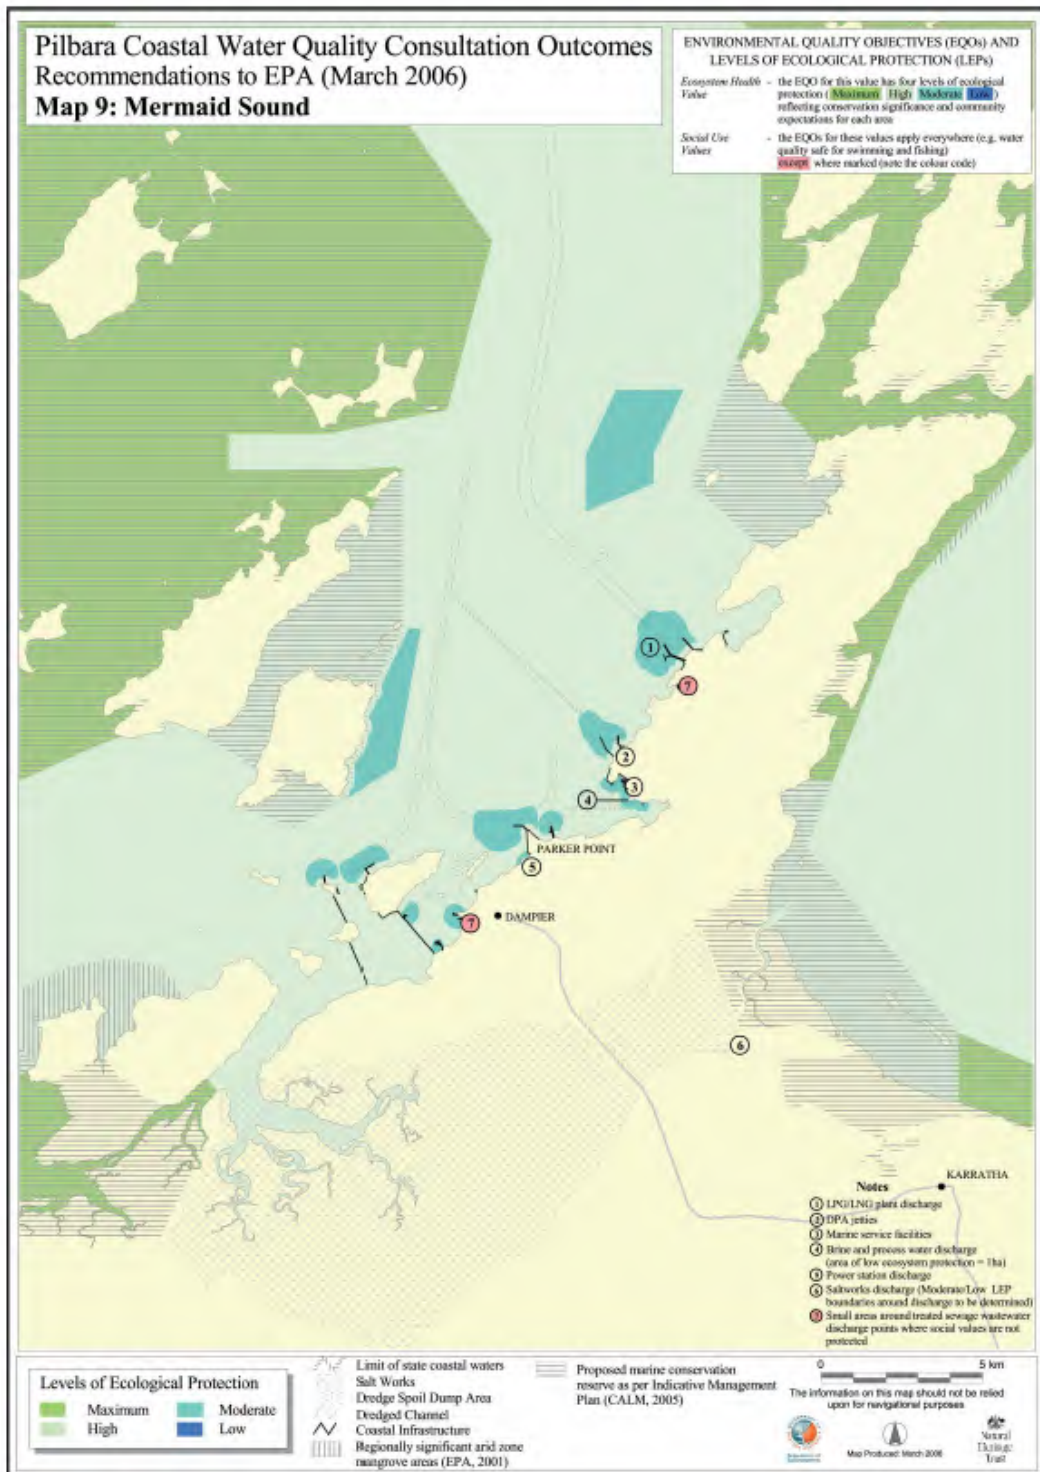 Pilbara Coastal Water Quality Consultation Outcomes
Recommendations to EPA (March 2006)
Map 9: Mermaid Sound
ENVIRONMENTAL QUALITY OBJECTIVES (EQOs) AND
LEVELS OF ECOLOGICAL PROTECTION (LEPs)
Ecosystem Health Value - the EQO for this value has four levels of ecological
protection ( Maximum High Moderate Low )
reflecting conservation significance and community
expectations for each area
Social Use Values - the EQOs for these values apply everywhere (e.g. water
quality safe for swimming and fishing)
except where marked (note the colour code)
1
7
2
3
4
PARKER POINT
5
7
DAMPIER
6
KARRATHA
Notes
1 LPG/LNG plant discharge
2 DPA jetties
3 Marine service facilities
4 Brine and process water discharge
(area of low ecosystem protection = 1ha)
5 Power station discharge
6 Saltworks discharge (Moderate/Low LEP
boundaries around discharge to be determined)
7 Small areas around treated sewage wastewater
discharge points where social values are not
protected
Levels of Ecological Protection
Maximum
Moderate
High
Low
Limit of state coastal waters
Salt Works
Dredge Spoil Dump Area
Dredged Channel
Coastal Infrastructure
Regionally significant arid zone
mangrove areas (EPA, 2001)
Proposed marine conservation
reserve as per Indicative Management
Plan (CALM, 2005)
0 5 km
The information on this map should not be relied
upon for navigational purposes
Map Produced: March 2006
Natural
Heritage
Trust